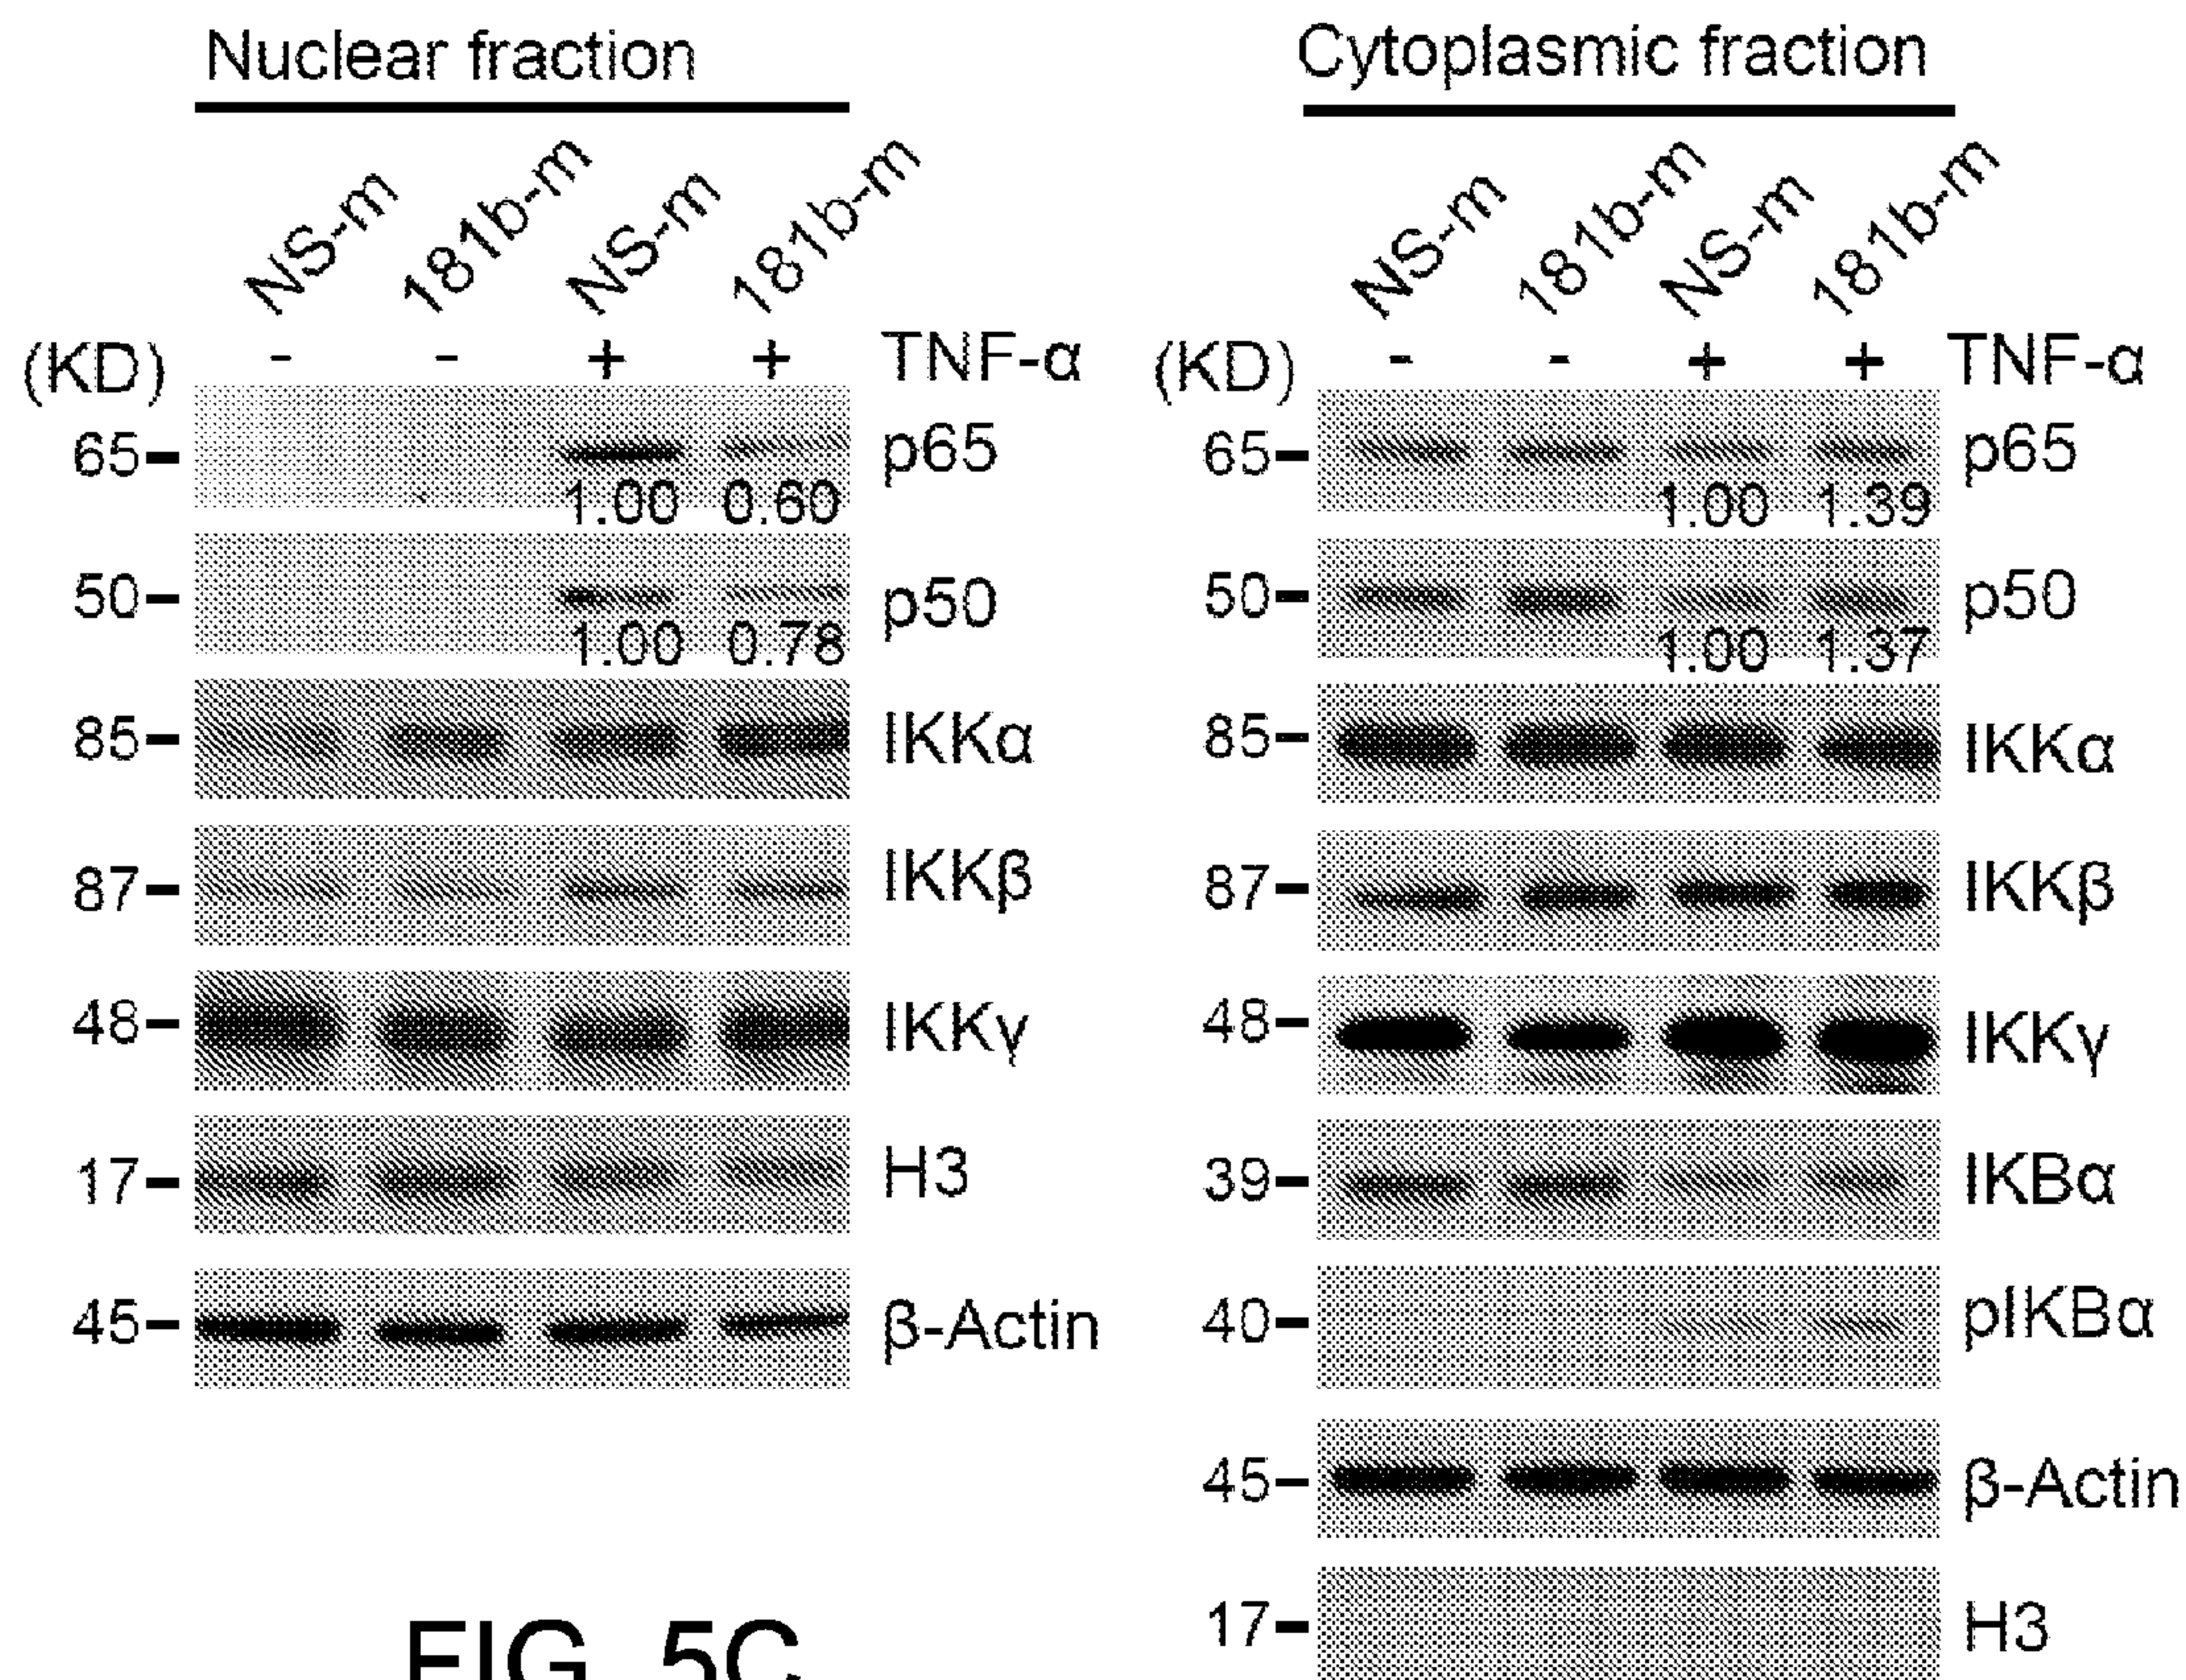 Nuclear fraction
NS-m 181b-m NS-m 181b-m
(KD) - - + + TNF-α
65 p65
1.00 0.60
50 p50
1.00 0.78
85 IKKα
87 IKKβ
48 IKKγ
17 H3
45 β-Actin
Cytoplasmic fraction
NS-m 181b-m NS-m 181b-m
(KD) - - + + TNF-α
65 p65
1.00 1.39
50 p50
1.00 1.37
85 IKKα
87 IKKβ
48 IKKγ
39 IKBα
40 pIKBα
45 β-Actin
17 H3
FIG. 5C